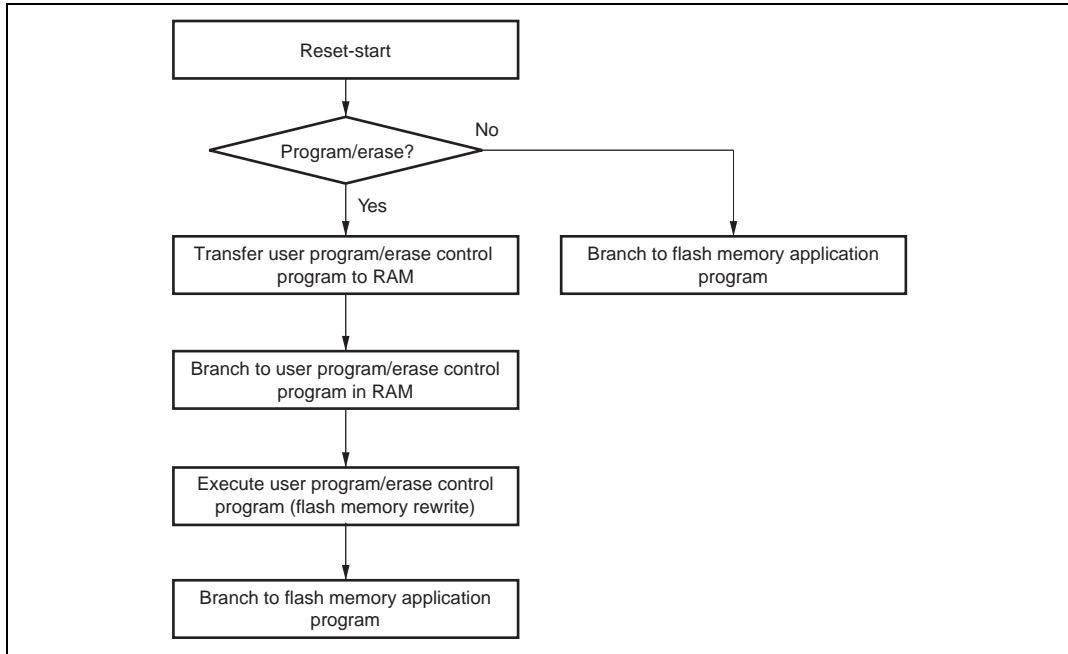 Reset-start
No
Program/erase?
Yes
Transfer user program/erase control
program to RAM
Branch to flash memory application
program
Branch to user program/erase control
program in RAM
Execute user program/erase control
program (flash memory rewrite)
Branch to flash memory application
program